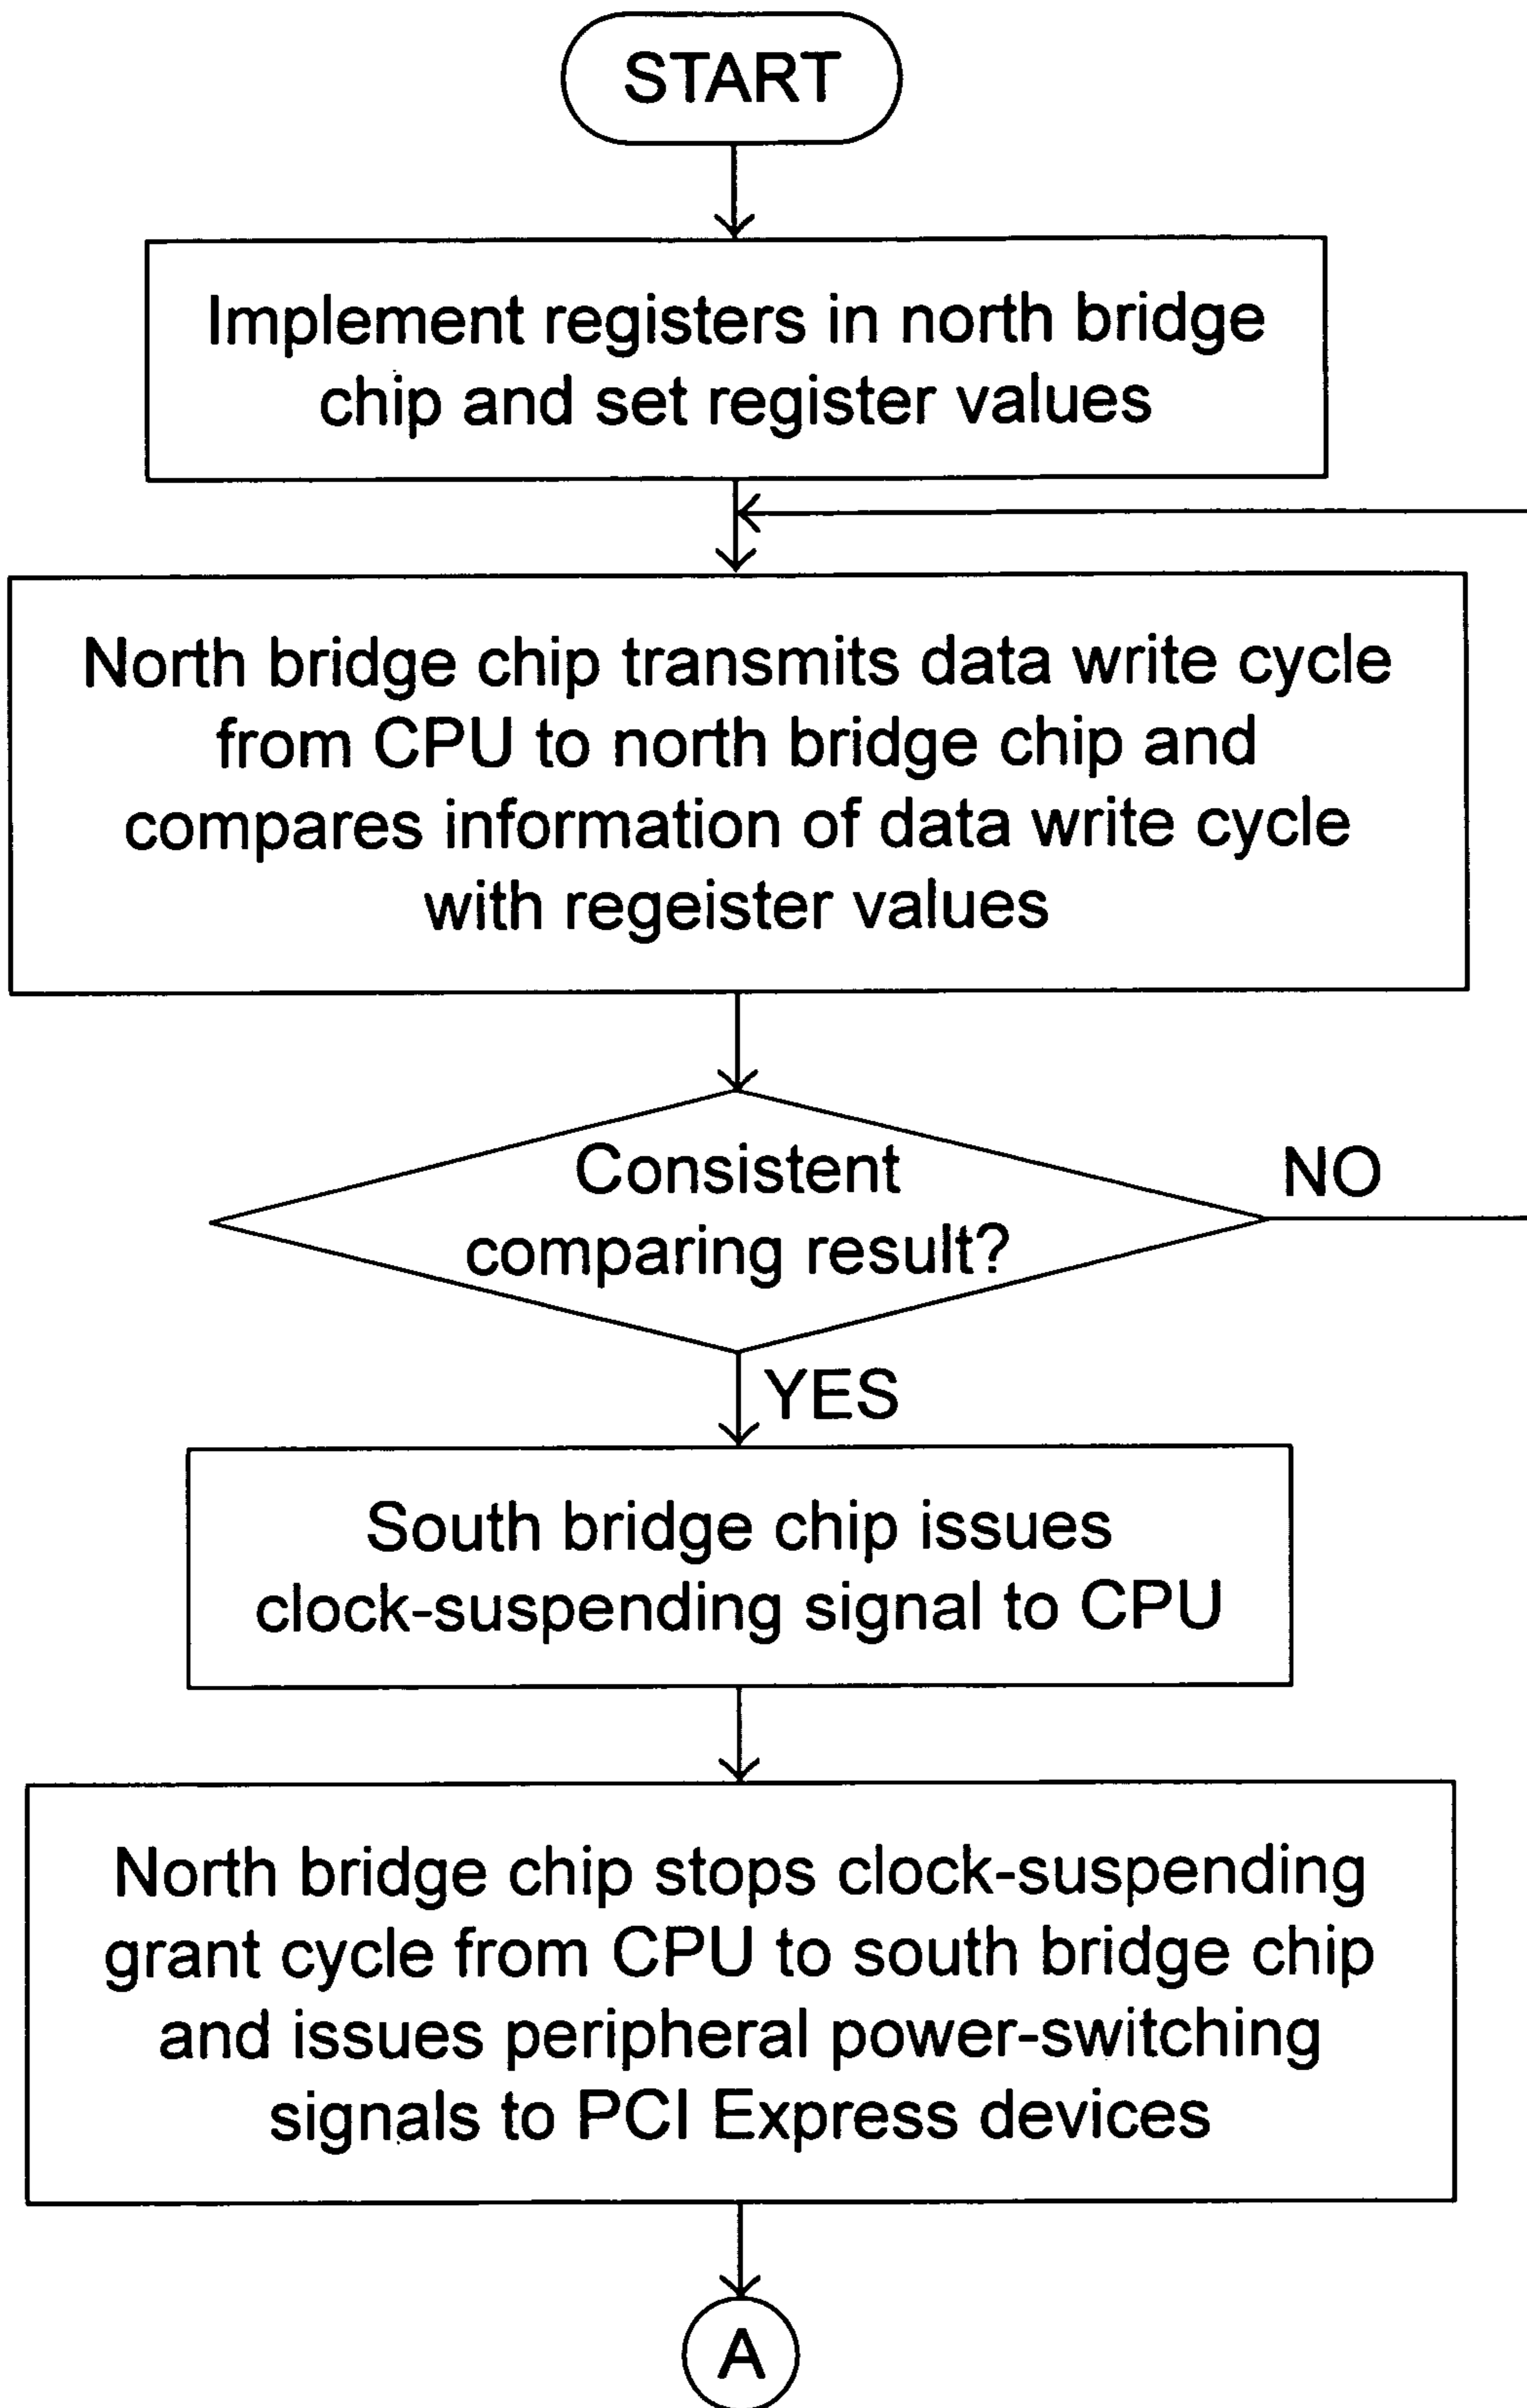 START
Implement registers in north bridge
chip and set register values
North bridge chip transmits data write cycle
from CPU to north bridge chip and
compares information of data write cycle
with regeister values
Consistent
comparing result?
NO
YES
South bridge chip issues
clock-suspending signal to CPU
North bridge chip stops clock-suspending
grant cycle from CPU to south bridge chip
and issues peripheral power-switching
signals to PCI Express devices
A